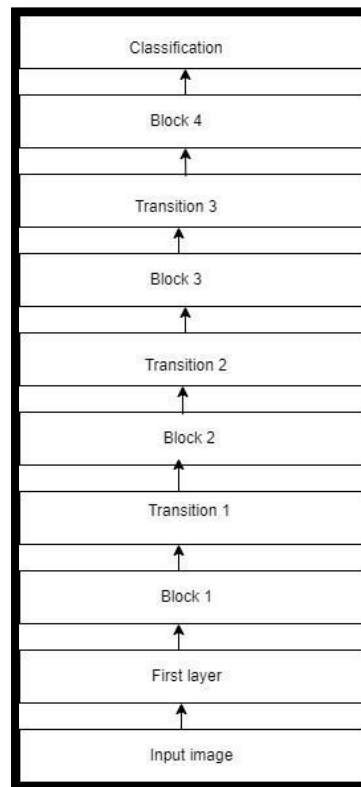 Classification
Block 4
Transition 3
Block 3
Transition 2
Block 2
Transition 1
Block 1
First layer
Input image